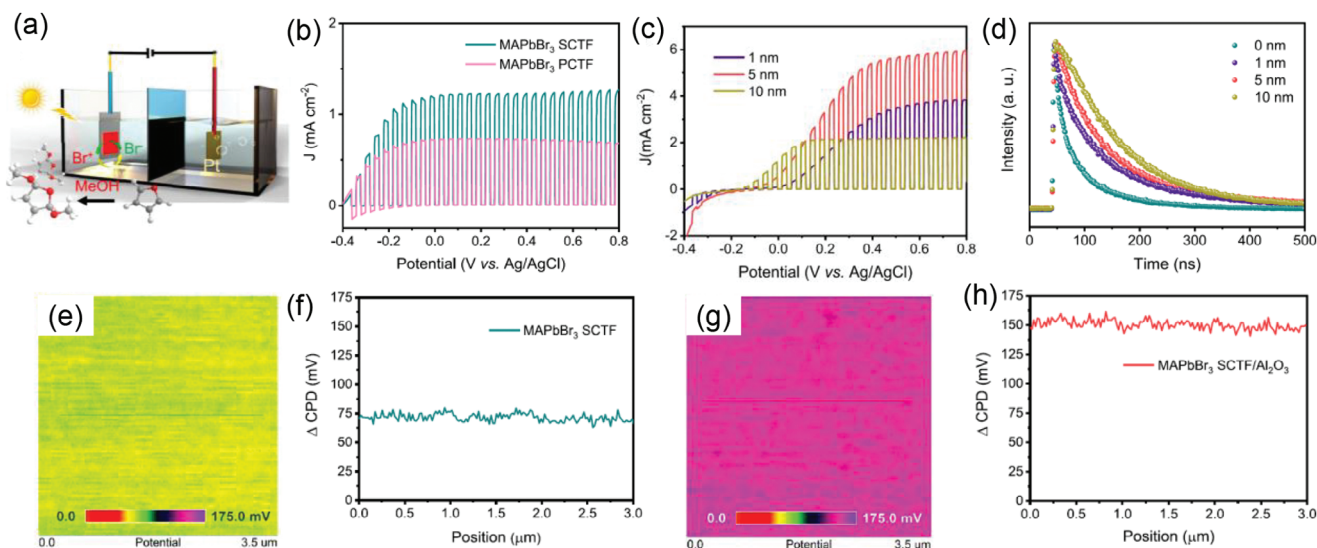 (a)
Br⁺
Br⁻
Pt
MeOH
(b)
MAPbBr₃ SCTF
MAPbBr₃ PCTF
J (mA cm⁻²)
2
1
0
-0.4 -0.2 0.0 0.2 0.4 0.6 0.8
Potential (V vs. Ag/AgCl)
(c)
1 nm
5 nm
10 nm
J(mA cm⁻²)
6
4
2
0
-2
-0.4 -0.2 0.0 0.2 0.4 0.6 0.8
Potential (V vs. Ag/AgCl)
(d)
0 nm
1 nm
5 nm
10 nm
Intensity (a. u.)
0 100 200 300 400 500
Time (ns)
(e)
0.0 175.0 mV
0.0 Potential 3.5 um
(f)
MAPbBr₃ SCTF
Δ CPD (mV)
175
150
125
100
75
50
25
0
0.0 0.5 1.0 1.5 2.0 2.5 3.0
Position (μm)
(g)
0.0 175.0 mV
0.0 Potential 3.5 um
(h)
MAPbBr₃ SCTF/Al₂O₃
Δ CPD (mV)
175
150
125
100
75
50
25
0
0.0 0.5 1.0 1.5 2.0 2.5 3.0
Position (μm)